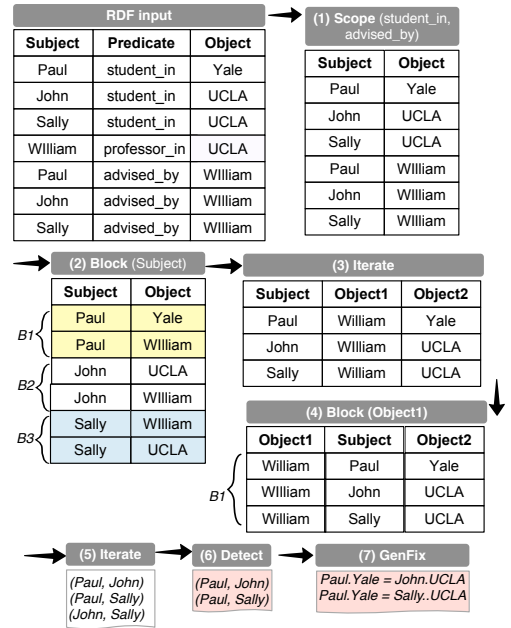 RDF input
Subject Predicate Object
Paul student_in Yale
John student_in UCLA
Sally student_in UCLA
WIlliam professor_in UCLA
Paul advised_by WIlliam
John advised_by WIlliam
Sally advised_by WIlliam
(1) Scope (student_in,
advised_by)
Subject Object
Paul Yale
John UCLA
Sally UCLA
Paul WIlliam
John WIlliam
Sally WIlliam
(2) Block (Subject)
Subject Object
B1
Paul Yale
Paul WIlliam
B2
John UCLA
John WIlliam
B3
Sally WIlliam
Sally UCLA
(3) Iterate
Subject Object1 Object2
Paul William Yale
John WIlliam UCLA
Sally William UCLA
(4) Block (Object1)
Object1 Subject Object2
B1
William Paul Yale
WIlliam John UCLA
William Sally UCLA
(5) Iterate
(Paul, John)
(Paul, Sally)
(John, Sally)
(6) Detect
(Paul, John)
(Paul, Sally)
(7) GenFix
Paul.Yale = John.UCLA
Paul.Yale = Sally..UCLA